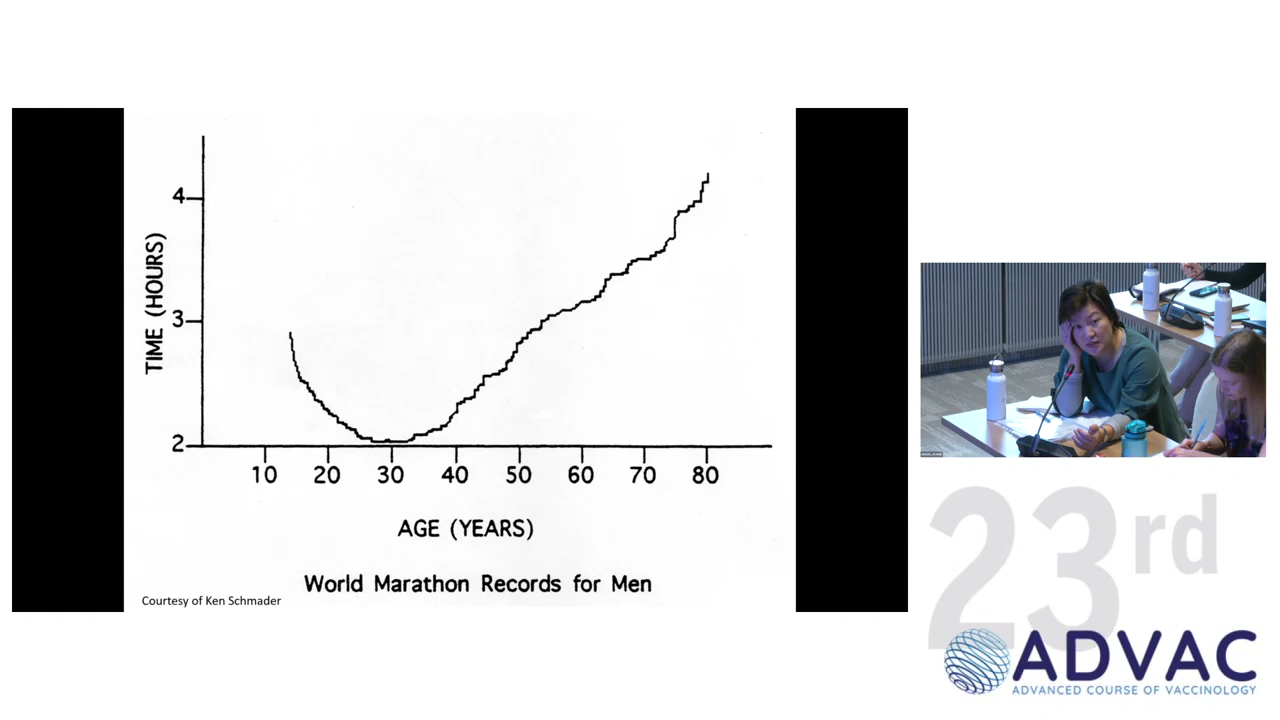 4
3
2
TIME (HOURS)
10 20 30 40 50 60 70 80
AGE (YEARS)
World Marathon Records for Men
Courtesy of Ken Schmader
23rd
ADVAC
ADVANCED COURSE OF VACCINOLOGY